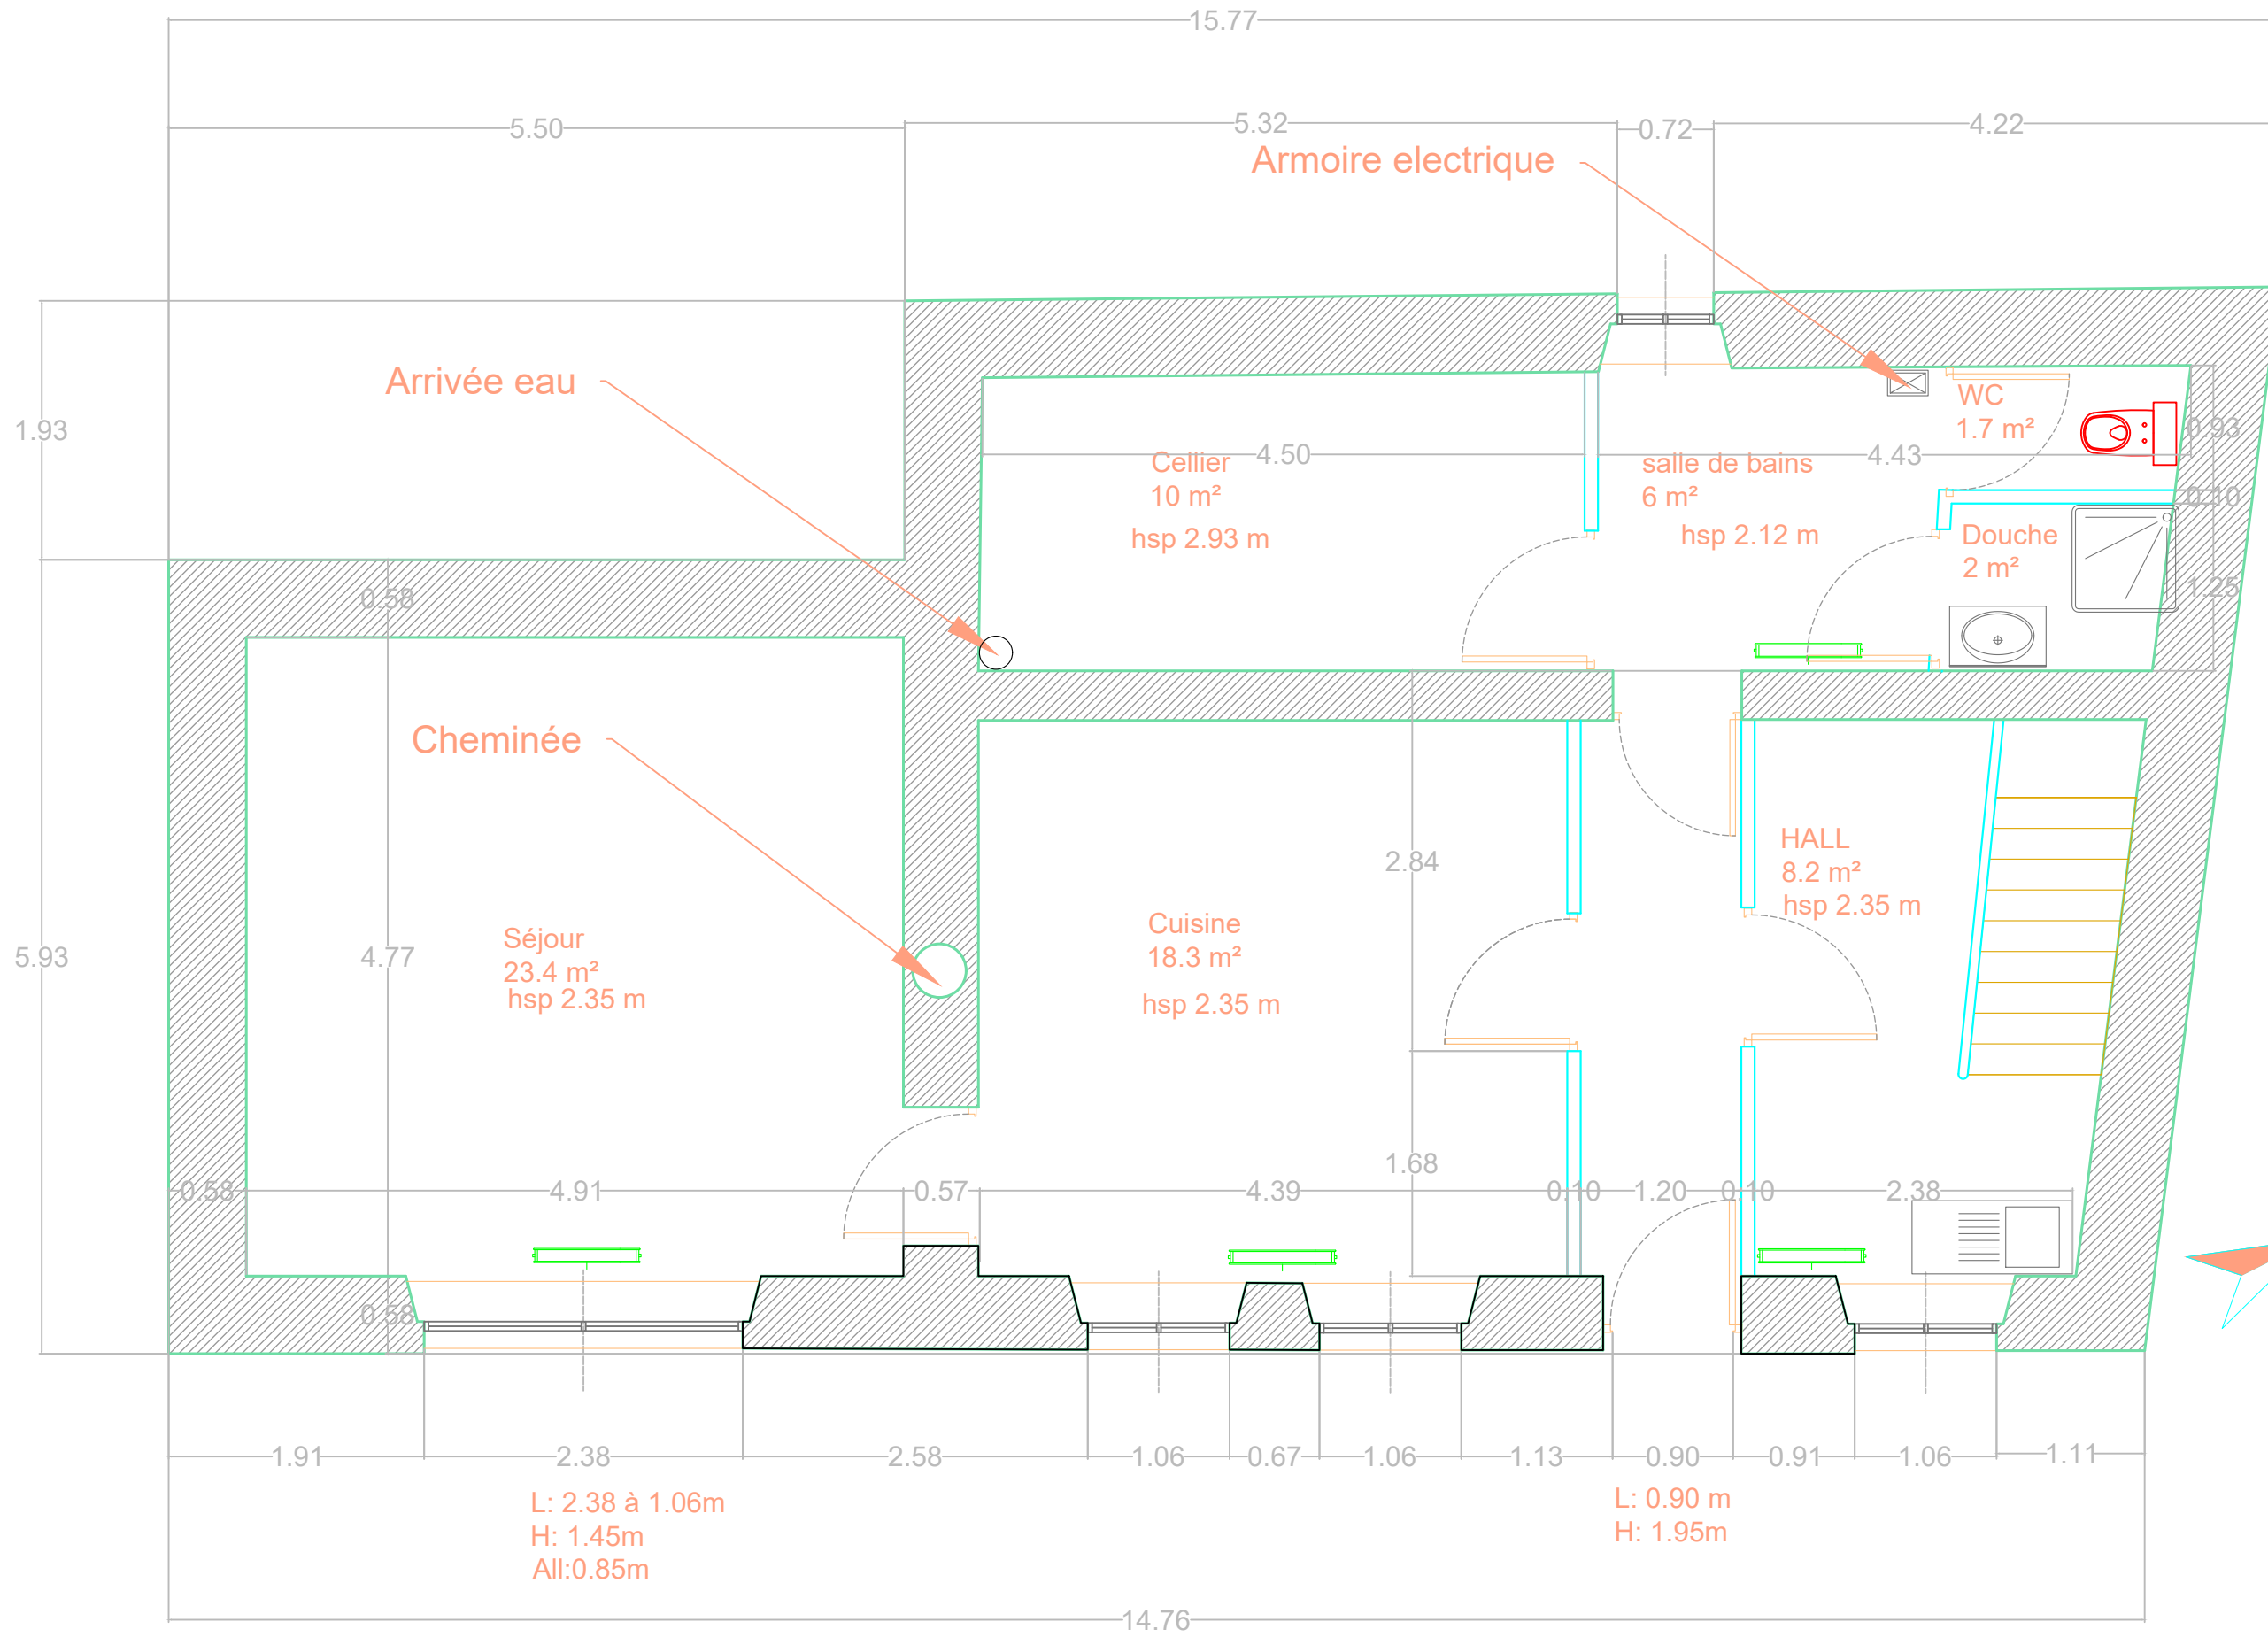 15.77
5.50
5.32
0.72
4.22
Armoire electrique
Arrivée eau
1.93
WC
1.7 m²
0.93
Cellier
10 m²
hsp 2.93 m
4.50
salle de bains
6 m²
hsp 2.12 m
4.43
0.10
Douche
2 m²
1.25
0.58
Cheminée
HALL
8.2 m²
hsp 2.35 m
2.84
Séjour
23.4 m²
hsp 2.35 m
Cuisine
18.3 m²
hsp 2.35 m
5.93
4.77
1.68
0.58
4.91
0.57
4.39
0.10
1.20
0.10
2.38
0.58
1.91
2.38
2.58
1.06
0.67
1.06
1.13
0.90
0.91
1.06
1.11
L: 2.38 à 1.06m
H: 1.45m
All:0.85m
L: 0.90 m
H: 1.95m
14.76